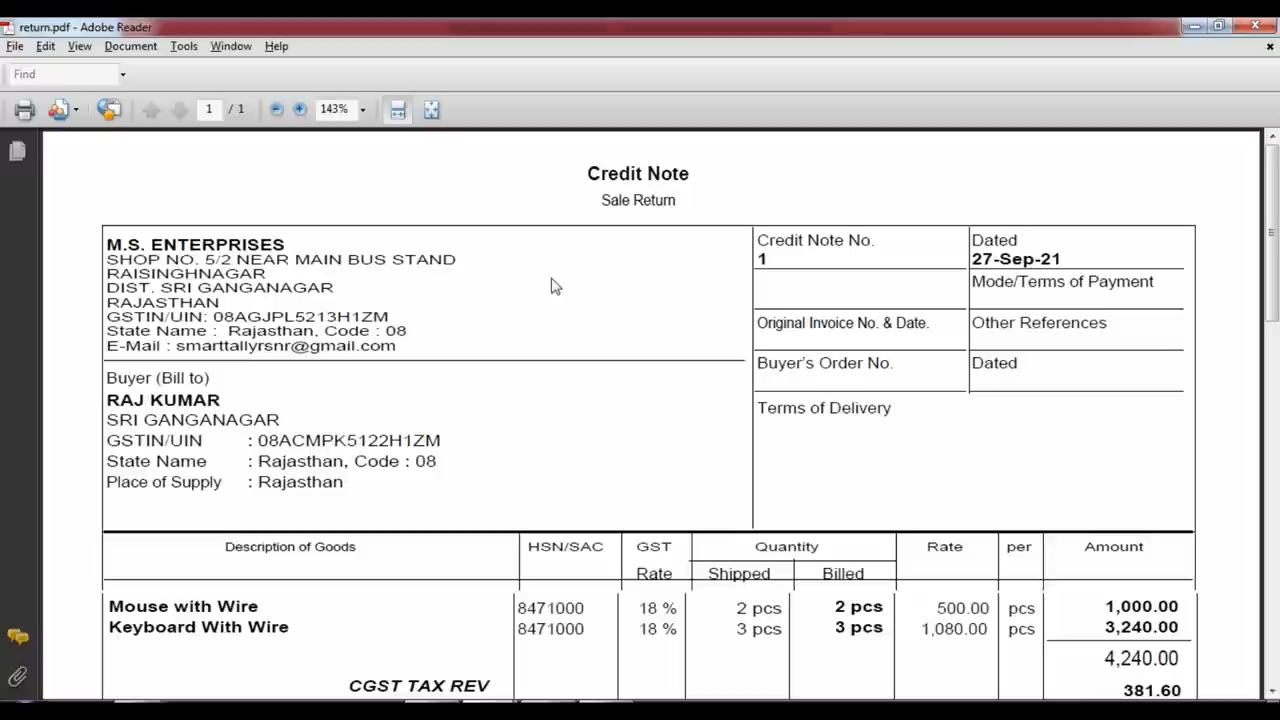 return.pdf - Adobe Reader
File Edit View Document Tools Window Help
Find
1 / 1 143%
Credit Note
Sale Return
M.S. ENTERPRISES
SHOP NO. 5/2 NEAR MAIN BUS STAND
RAISINGHNAGAR
DIST. SRI GANGANAGAR
RAJASTHAN
GSTIN/UIN: 08AGJPL5213H1ZM
State Name : Rajasthan, Code : 08
E-Mail : smarttallyrsnr@gmail.com
Credit Note No. Dated
1 27-Sep-21
Mode/Terms of Payment
Original Invoice No. & Date. Other References
Buyer's Order No. Dated
Terms of Delivery
Buyer (Bill to)
RAJ KUMAR
SRI GANGANAGAR
GSTIN/UIN : 08ACMPK5122H1ZM
State Name : Rajasthan, Code : 08
Place of Supply : Rajasthan
Description of Goods HSN/SAC GST Quantity Rate per Amount
Rate Shipped Billed
Mouse with Wire 8471000 18 % 2 pcs 2 pcs 500.00 pcs 1,000.00
Keyboard With Wire 8471000 18 % 3 pcs 3 pcs 1,080.00 pcs 3,240.00
4,240.00
CGST TAX REV 381.60